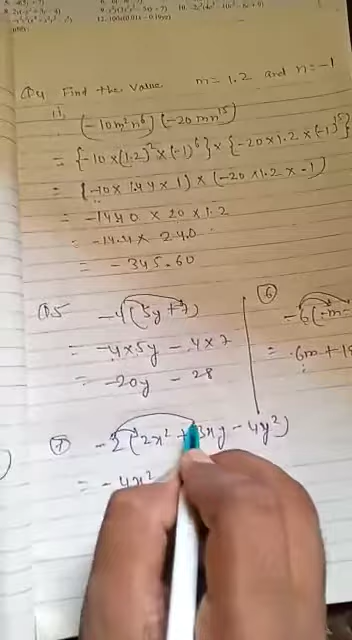 Q4 Find the value m=1.2 and n=-1
(-10m²n⁶)(-20mn¹⁵)
= {-10×(1.2)²×(-1)⁶} × {-20×1.2×(-1)¹⁵}
= {-10×1.44×1) × (-20×1.2×-1)
= -14.40 × 20 × 1.2
= -14.4 × 24.0
= -345.60
Q5 -4(5y+7)
= -4×5y - 4×7
= -20y - 28
⑥ -6(-m-
= 6m+18
⑦ -2(2x²+3xy-4y²)
= -4x²